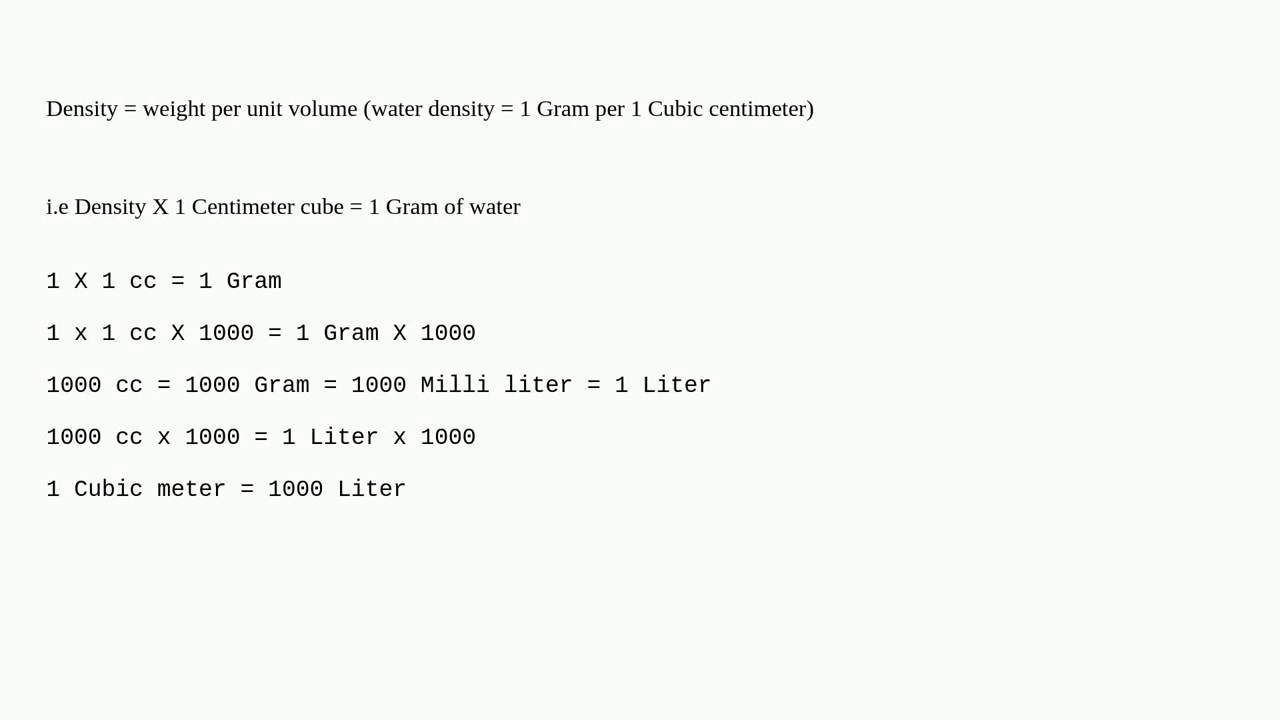 Density = weight per unit volume (water density = 1 Gram per 1 Cubic centimeter)
i.e Density X 1 Centimeter cube = 1 Gram of water
1 X 1 cc = 1 Gram
1 x 1 cc X 1000 = 1 Gram X 1000
1000 cc = 1000 Gram = 1000 Milli liter = 1 Liter
1000 cc x 1000 = 1 Liter x 1000
1 Cubic meter = 1000 Liter